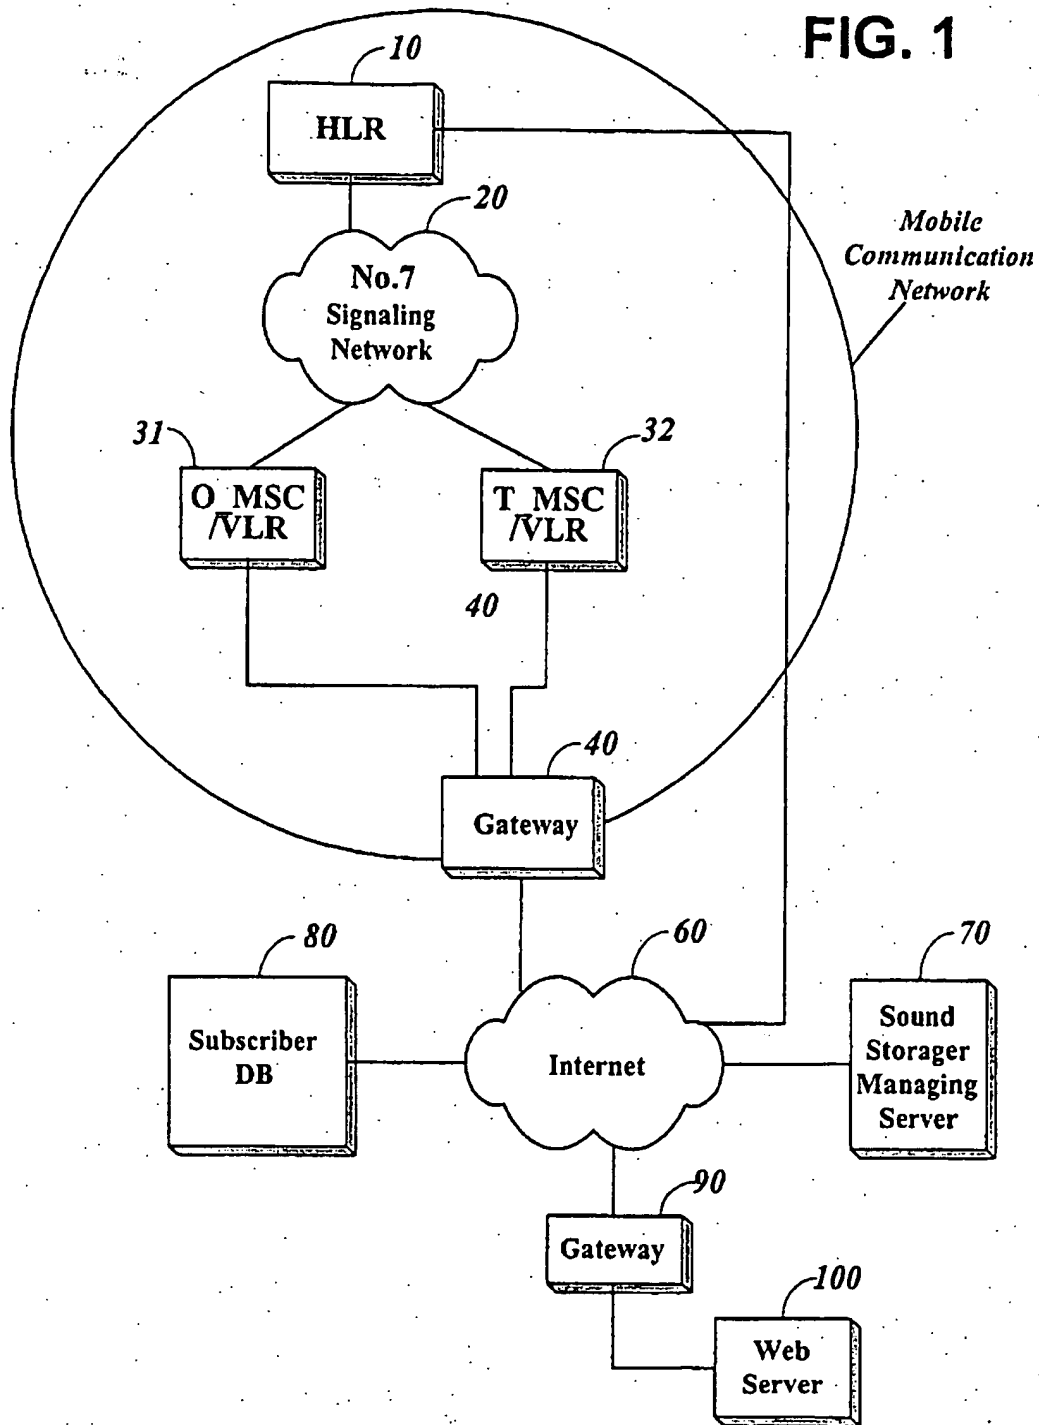 FIG. 1
10
HLR
20
No.7
Signaling
Network
Mobile
Communication
Network
31
32
O_MSC
/VLR
T_MSC
/VLR
40
40
Gateway
80
60
70
Subscriber
DB
Internet
Sound
Storager
Managing
Server
90
Gateway
100
Web
Server